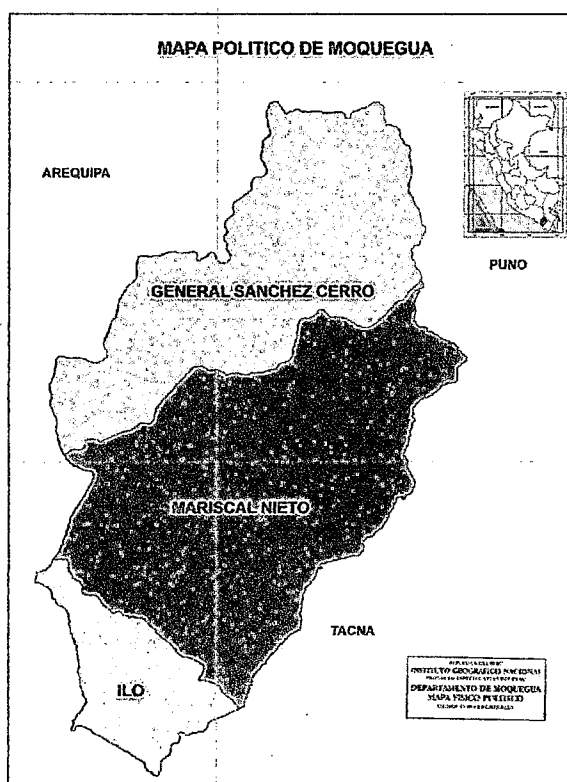 MAPA POLITICO DE MOQUEGUA
AREQUIPA
PUNO
GENERAL SANCHEZ CERRO
MARISCAL NIETO
TACNA
ILO
INSTITUTO GEOGRAFICO NACIONAL
DEPARTAMENTO DE MOQUEGUA
MAPA FISICO POLITICO